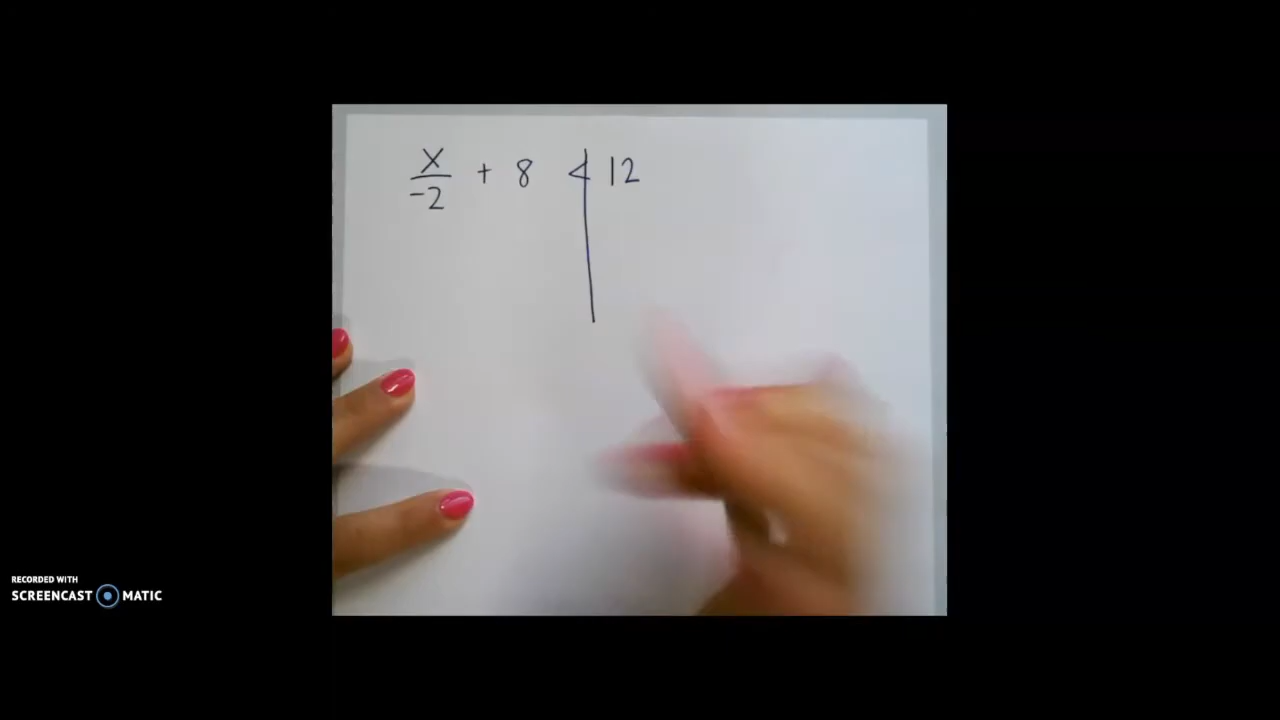 x/-2 + 8 < 12
RECORDED WITH
SCREENCAST MATIC